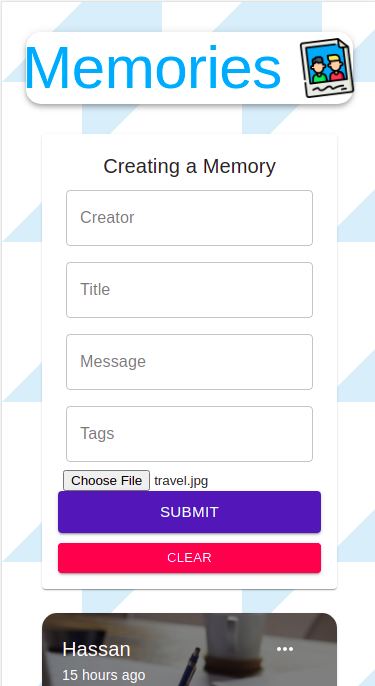 Memories
Creating a Memory
Creator
Title
Message
Tags
Choose File travel.jpg
SUBMIT
CLEAR
Hassan
15 hours ago